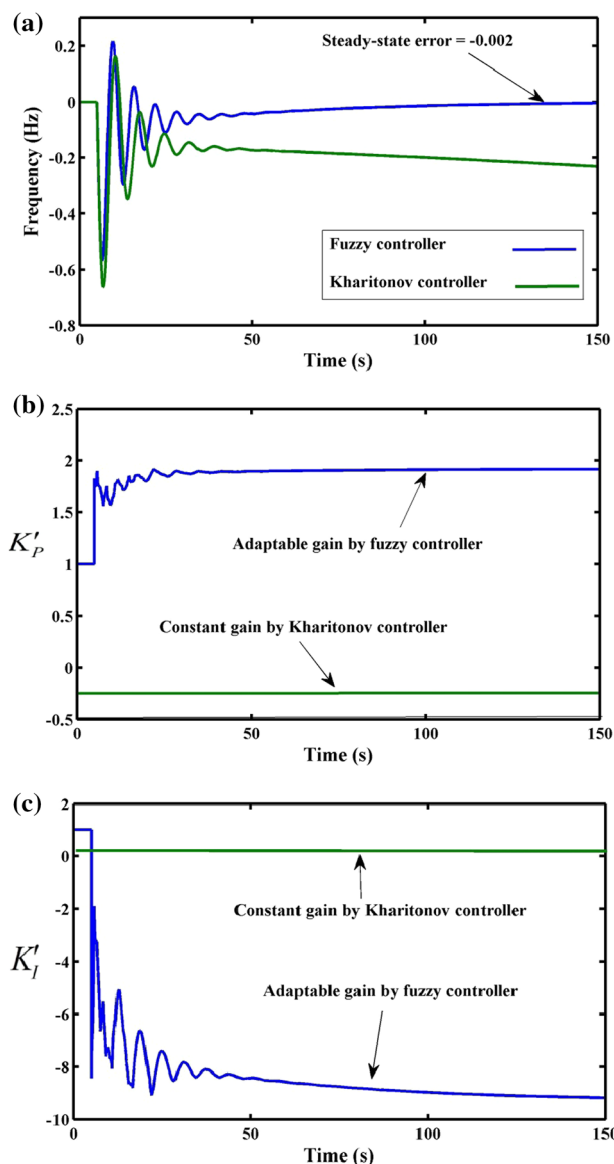 (a)
0.2
0
-0.2
-0.4
-0.6
-0.8
Frequency (Hz)
Steady-state error = -0.002
Fuzzy controller
Kharitonov controller
0 50 100 150
Time (s)
(b)
2.5
2
1.5
1
0.5
0
-0.5
K'P
Adaptable gain by fuzzy controller
Constant gain by Kharitonov controller
0 50 100 150
Time (s)
(c)
2
0
-2
-4
-6
-8
-10
K'I
Constant gain by Kharitonov controller
Adaptable gain by fuzzy controller
0 50 100 150
Time (s)